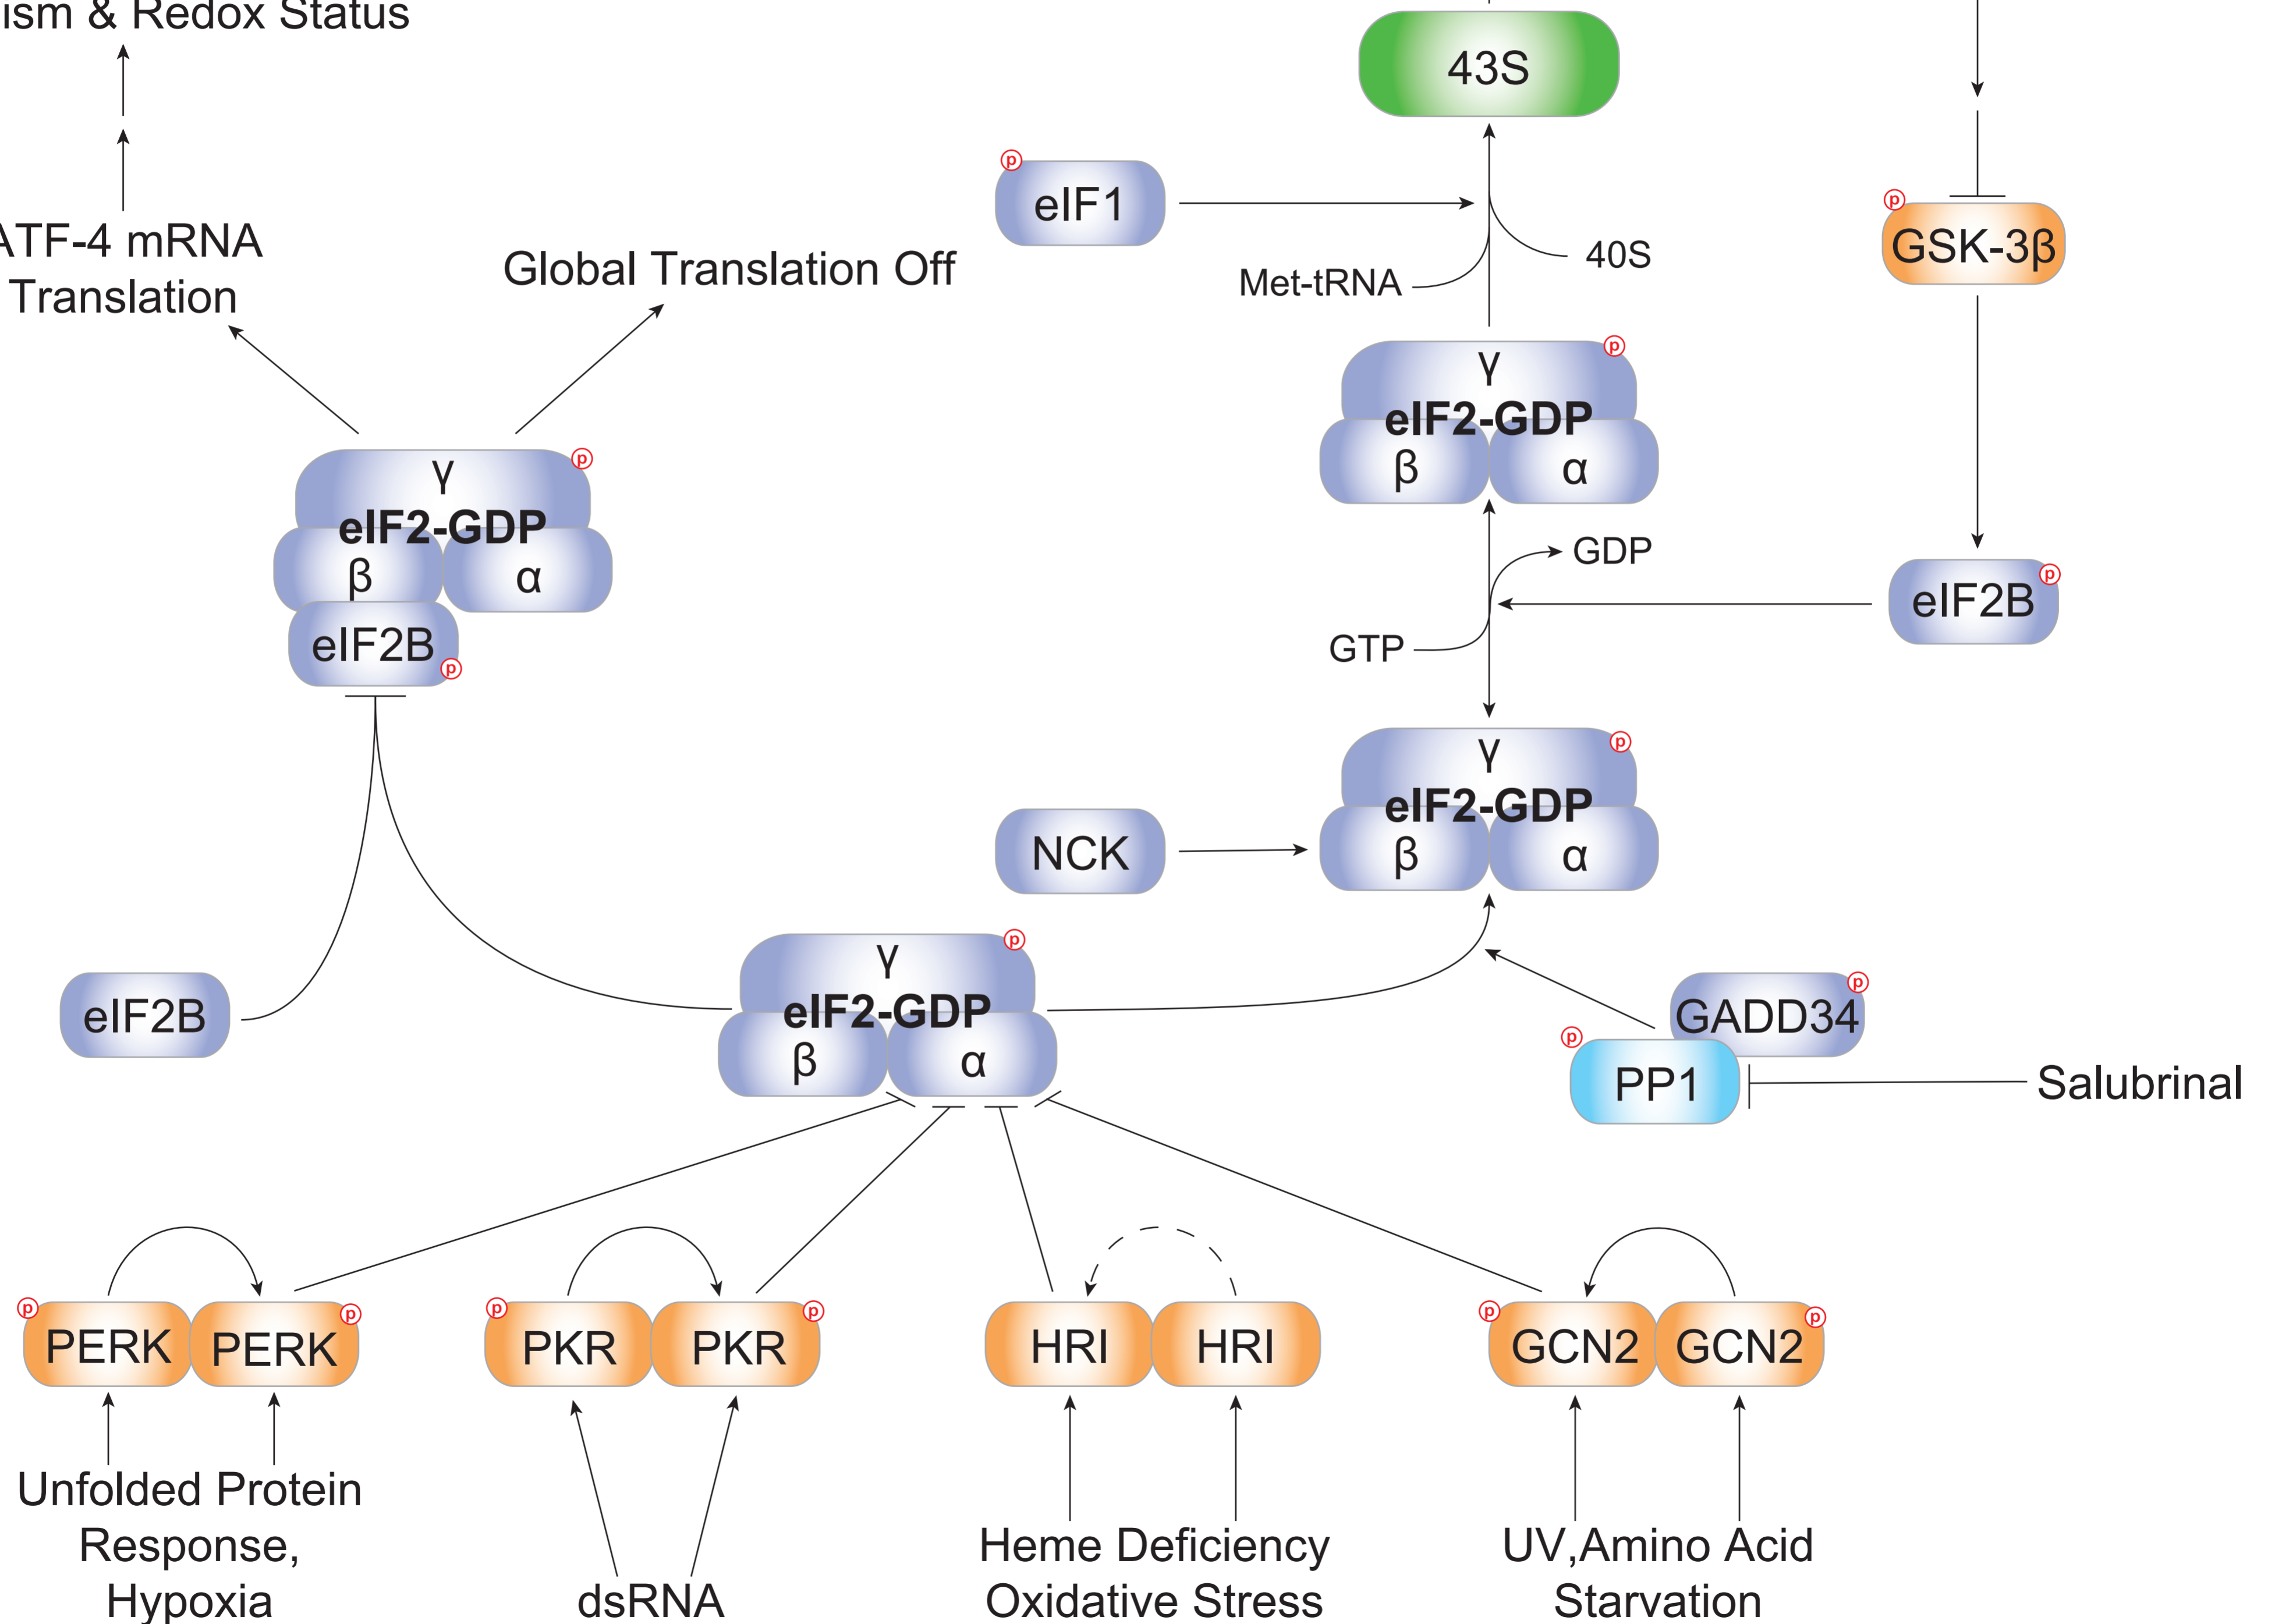 ism & Redox Status
43S
ⓟ
eIF1
ⓟ
GSK-3β
ATF-4 mRNA
Translation
Global Translation Off
40S
Met-tRNA
γ
ⓟ
eIF2-GDP
β α
γ
ⓟ
eIF2-GDP
β α
eIF2B
ⓟ
GDP
GTP
eIF2B
ⓟ
γ
ⓟ
eIF2-GDP
β α
NCK
eIF2B
γ
ⓟ
eIF2-GDP
β α
GADD34
ⓟ
ⓟ
PP1
Salubrinal
ⓟ
PERK PERK
ⓟ
ⓟ
PKR PKR
ⓟ
HRI HRI
ⓟ
GCN2 GCN2
ⓟ
Unfolded Protein
Response,
Hypoxia
dsRNA
Heme Deficiency
Oxidative Stress
UV,Amino Acid
Starvation